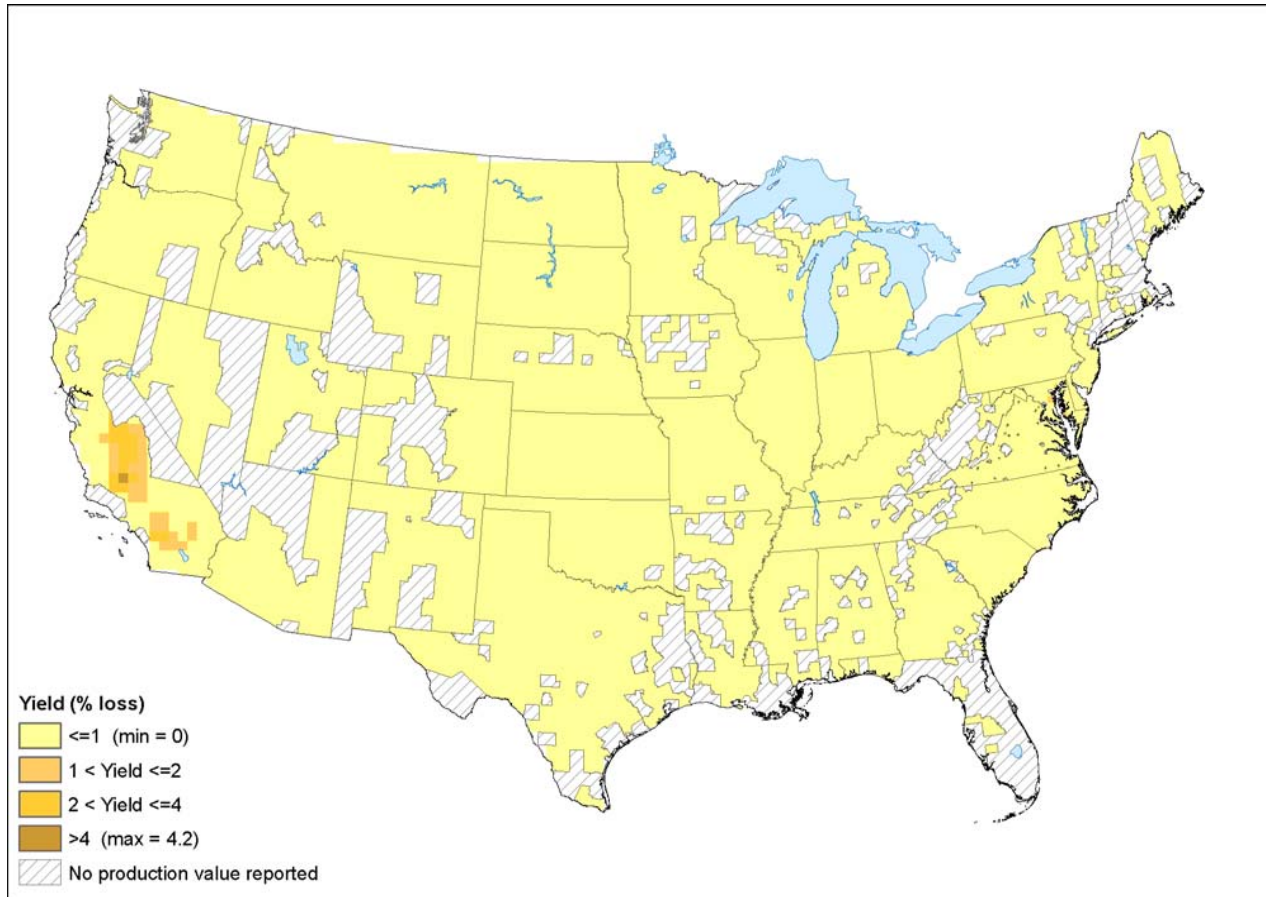 Yield (% loss)
<=1 (min = 0)
1 < Yield <=2
2 < Yield <=4
>4 (max = 4.2)
No production value reported